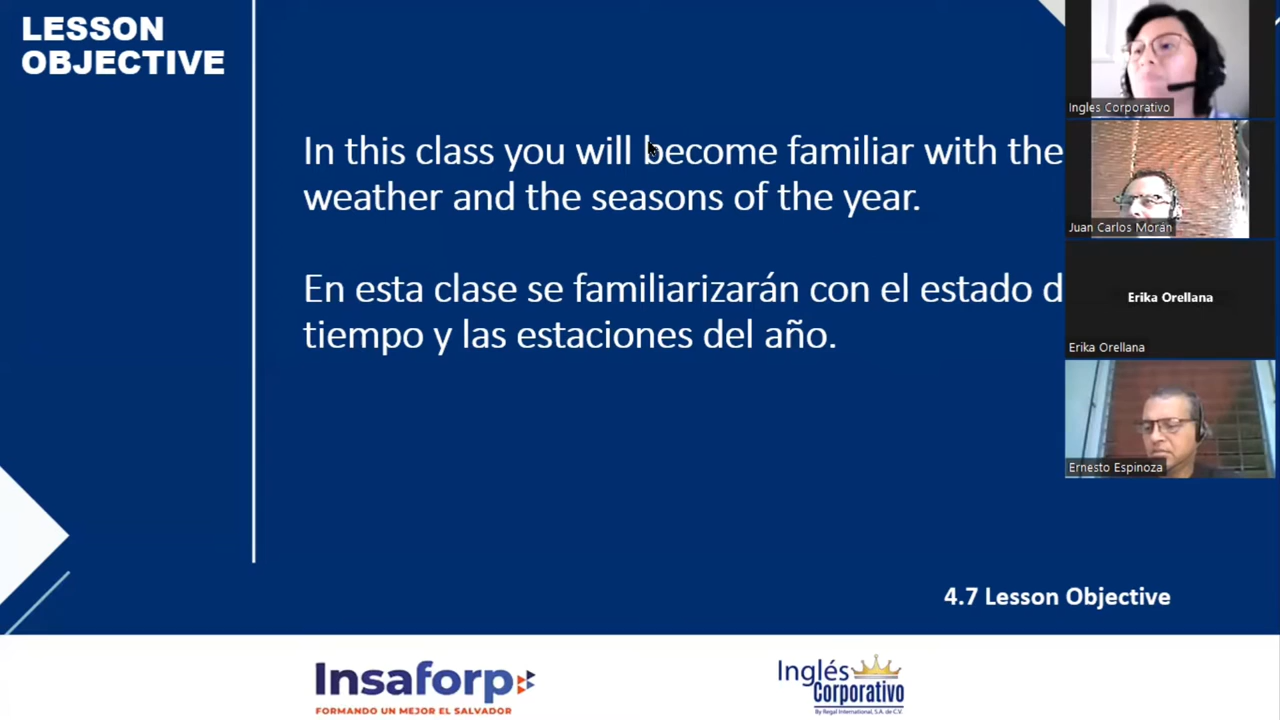 LESSON
OBJECTIVE
In this class you will become familiar with the
weather and the seasons of the year.
En esta clase se familiarizarán con el estado d
tiempo y las estaciones del año.
4.7 Lesson Objective
Insaforp
FORMANDO UN MEJOR EL SALVADOR
Inglés
Corporativo
By Regal International, S.A. de C.V.
Ingles Corporativo
Juan Carlos Moran
Erika Orellana
Erika Orellana
Ernesto Espinoza